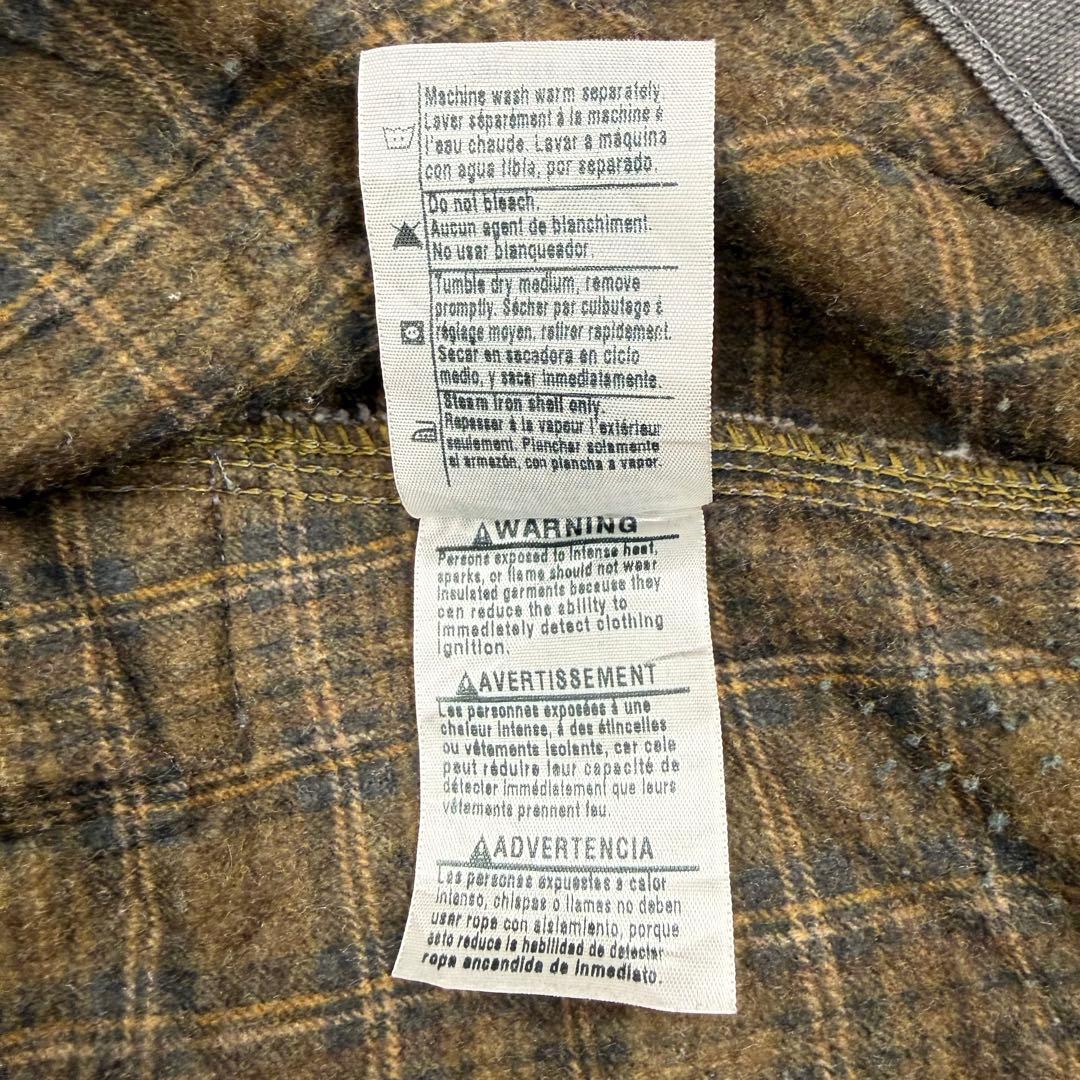 Machine wash warm separately
Laver séparément à la machine à
l'eau chaude. Lavar a máquina
con agua tibia, por separado.
Do not bleach.
Aucun agent de blanchiment.
No usar blanqueador.
Tumble dry medium, remove
promptly. Sécher par culbutage à
réglage moyen, retirer rapidement.
Secar en secadora en ciclo
medio, y sacar inmediatamente.
Steam iron shell only.
Repasser à la vapeur l'extérieur
seulement. Planchar solamente
el armazón, con plancha a vapor.
WARNING
Persons exposed to intense heat,
sparks, or flame should not wear
insulated garments because they
can reduce the ability to
immediately detect clothing
ignition.
AVERTISSEMENT
Les personnes exposées à une
chaleur intense, à des étincelles
ou vêtements isolants, car cela
peut réduire leur capacité de
détecter immédiatement que leurs
vêtements prennent feu.
ADVERTENCIA
Las personas expuestas a calor
intenso, chispas o llamas no deben
usar ropa con aislamiento, porque
esto reduce la habilidad de detectar
ropa encendida de inmediato.